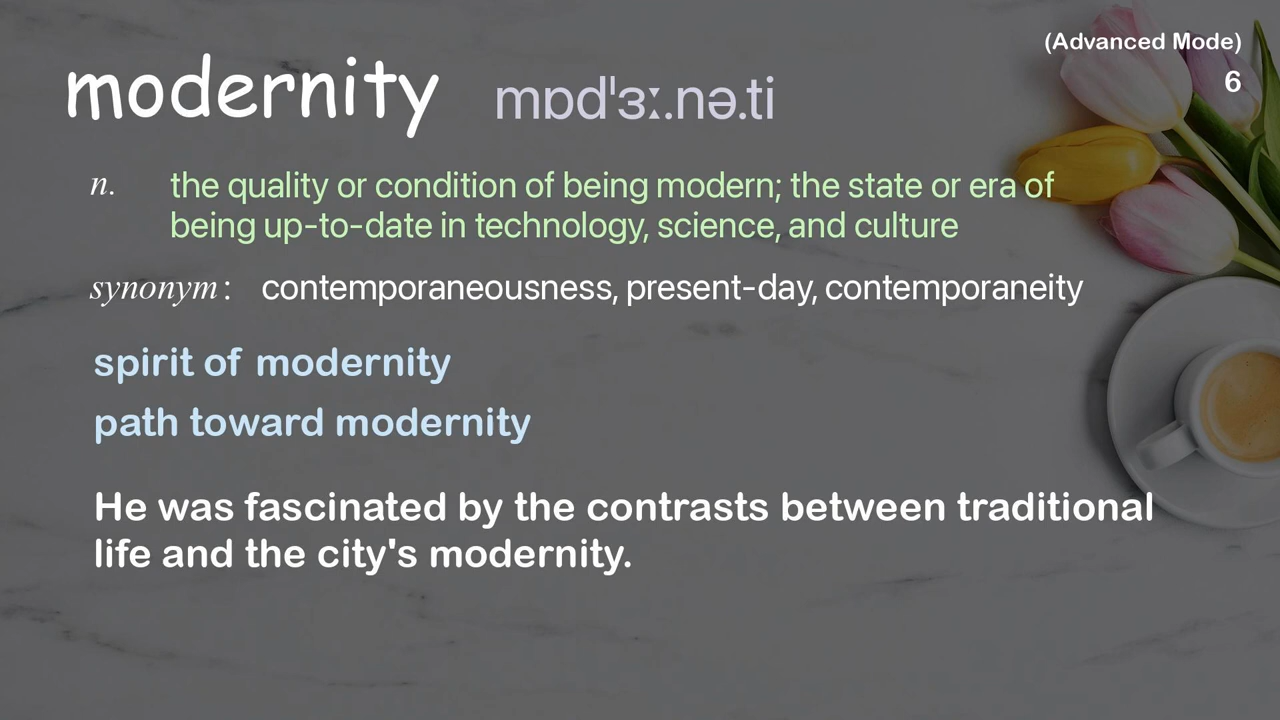 (Advanced Mode)
6
modernity mɒdˈɜː.nə.ti
n. the quality or condition of being modern; the state or era of
being up-to-date in technology, science, and culture
synonym: contemporaneousness, present-day, contemporaneity
spirit of modernity
path toward modernity
He was fascinated by the contrasts between traditional
life and the city's modernity.